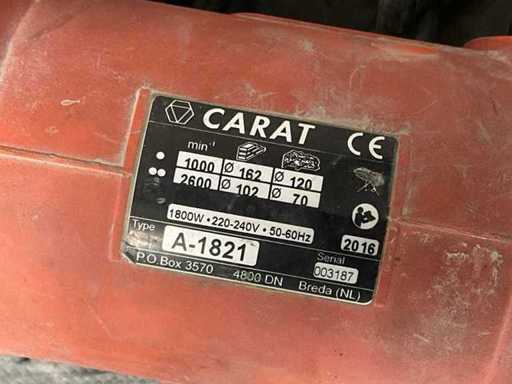 CARAT CE
min-1
1000 Ø 162 Ø 120
2600 Ø 102 Ø 70
1800W • 220-240V • 50-60Hz
Type A-1821 2016
Serial 003187
P.O Box 3570 4800 DN Breda (NL)